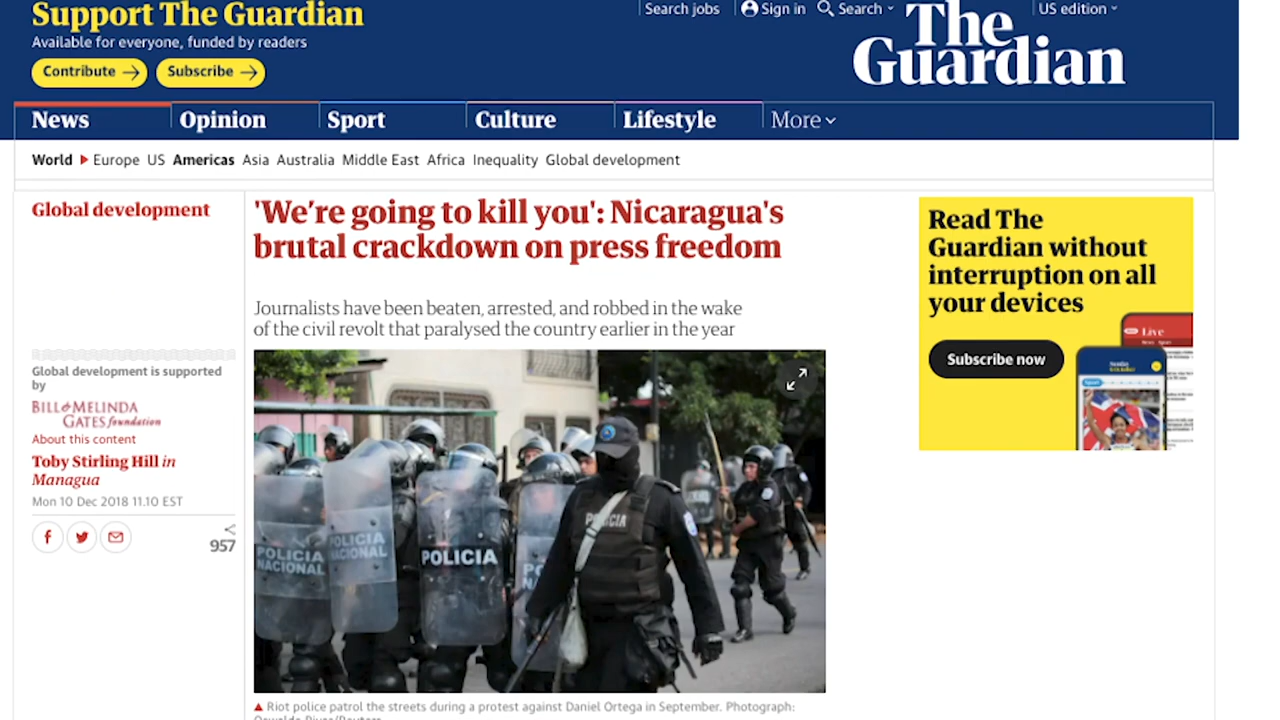 Support The Guardian
Available for everyone, funded by readers
Contribute
Subscribe
Search jobs
Sign in
Search
US edition
The
Guardian
News
Opinion
Sport
Culture
Lifestyle
More
World Europe US Americas Asia Australia Middle East Africa Inequality Global development
Global development
'We’re going to kill you': Nicaragua's
brutal crackdown on press freedom
Journalists have been beaten, arrested, and robbed in the wake
of the civil revolt that paralysed the country earlier in the year
Global development is supported
by
BILL & MELINDA
GATES foundation
About this content
Toby Stirling Hill in
Managua
Mon 10 Dec 2018 11.10 EST
957
POLICIA
NACIONAL
POLICIA
NACIONAL
POLICIA
POLICIA
Riot police patrol the streets during a protest against Daniel Ortega in September. Photograph:
Read The
Guardian without
interruption on all
your devices
Subscribe now
Live